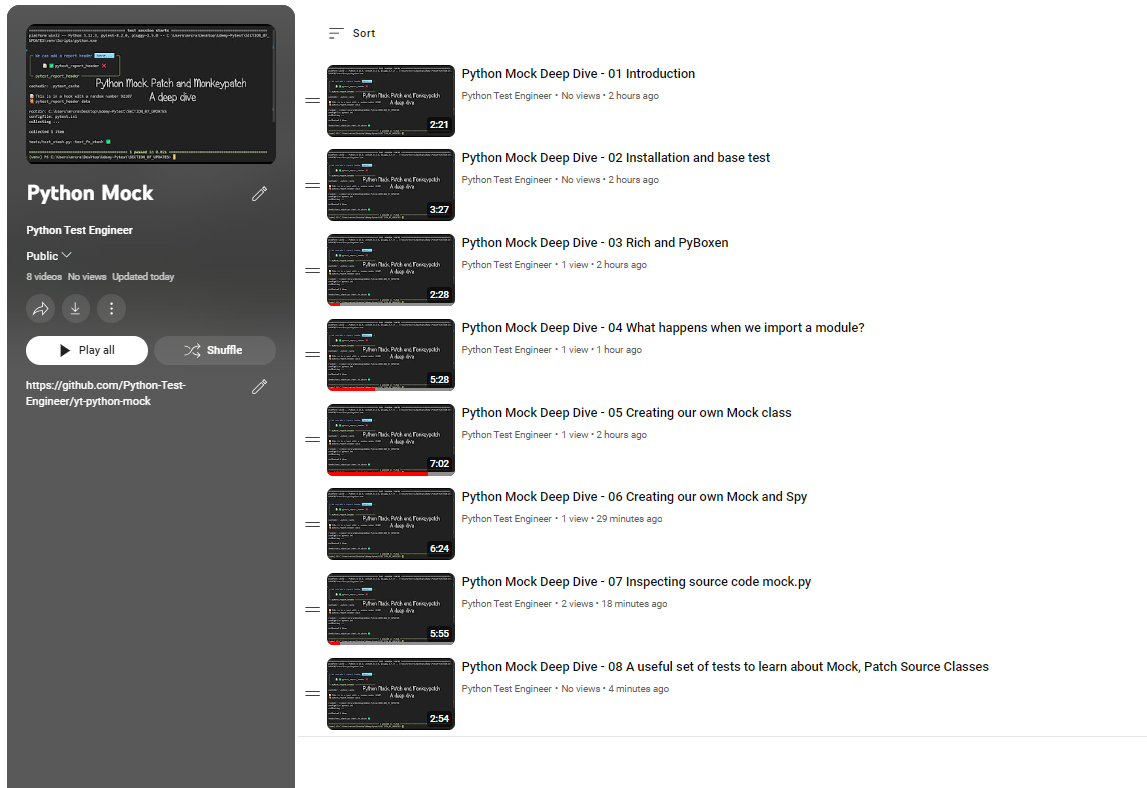 Python Mock, Patch and Monkeypatch
A deep dive
Python Mock
Python Test Engineer
Public
8 videos No views Updated today
Play all
Shuffle
https://github.com/Python-Test-
Engineer/yt-python-mock
Sort
2:21
Python Mock Deep Dive - 01 Introduction
Python Test Engineer • No views • 2 hours ago
3:27
Python Mock Deep Dive - 02 Installation and base test
Python Test Engineer • No views • 2 hours ago
2:28
Python Mock Deep Dive - 03 Rich and PyBoxen
Python Test Engineer • 1 view • 2 hours ago
5:28
Python Mock Deep Dive - 04 What happens when we import a module?
Python Test Engineer • 1 view • 1 hour ago
7:02
Python Mock Deep Dive - 05 Creating our own Mock class
Python Test Engineer • 1 view • 2 hours ago
6:24
Python Mock Deep Dive - 06 Creating our own Mock and Spy
Python Test Engineer • 1 view • 29 minutes ago
5:55
Python Mock Deep Dive - 07 Inspecting source code mock.py
Python Test Engineer • 2 views • 18 minutes ago
2:54
Python Mock Deep Dive - 08 A useful set of tests to learn about Mock, Patch Source Classes
Python Test Engineer • No views • 4 minutes ago